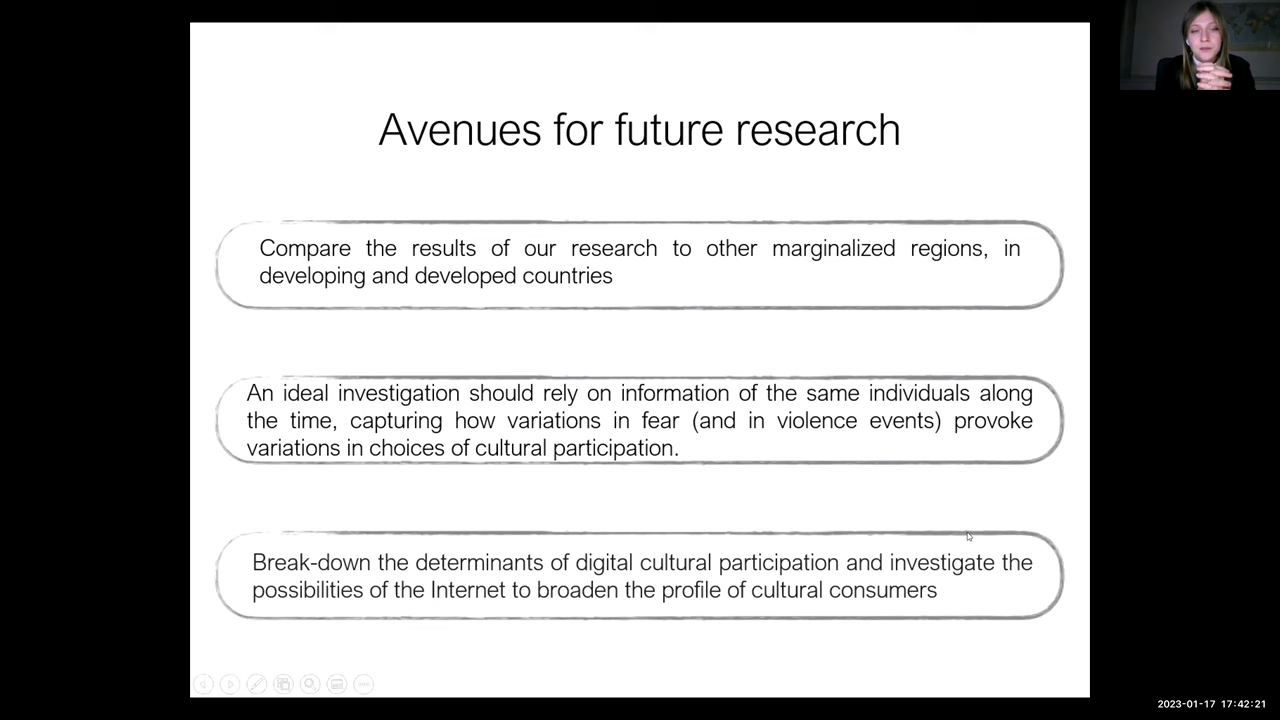 Avenues for future research
Compare the results of our research to other marginalized regions, in
developing and developed countries
An ideal investigation should rely on information of the same individuals along
the time, capturing how variations in fear (and in violence events) provoke
variations in choices of cultural participation.
Break-down the determinants of digital cultural participation and investigate the
possibilities of the Internet to broaden the profile of cultural consumers
2023-01-17 17:42:21